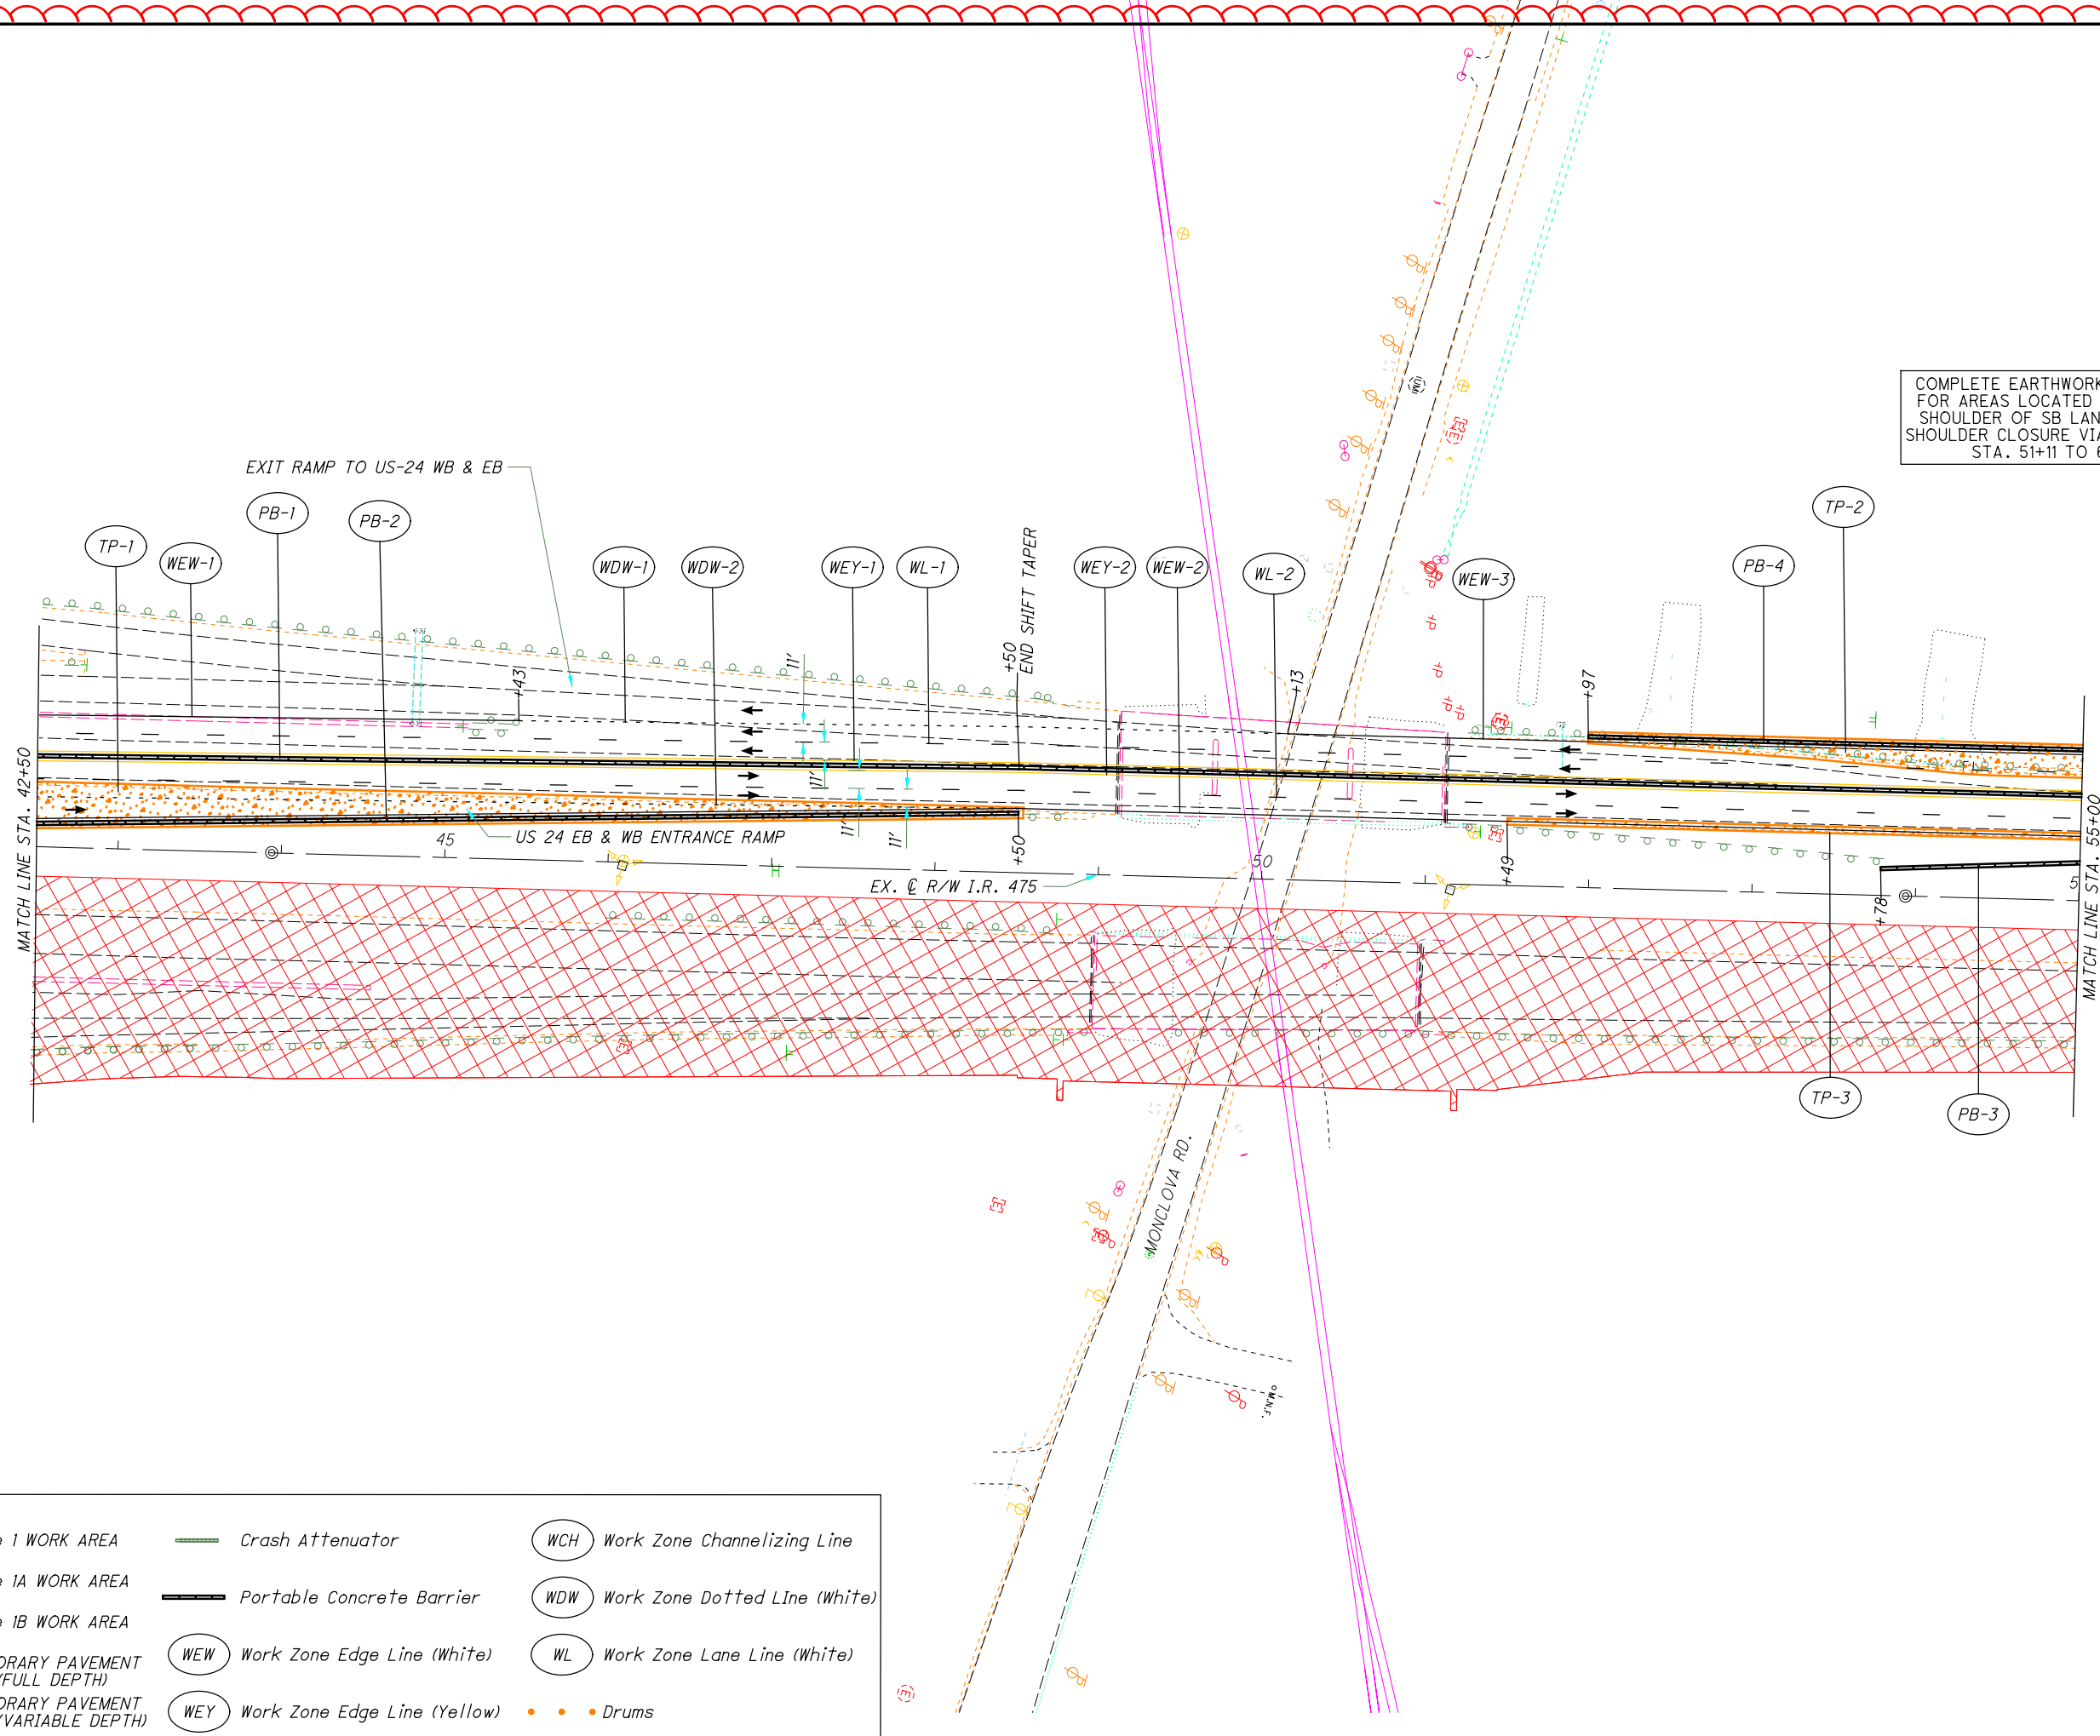 COMPLETE EARTHWORK
FOR AREAS LOCATED
SHOULDER OF SB LAN
SHOULDER CLOSURE VIA
STA. 51+11 TO 6
EXIT RAMP TO US-24 WB & EB
TP-1
WEW-1
PB-1
PB-2
WDW-1
WDW-2
WEY-1
WL-1
+50
END SHIFT TAPER
WEY-2
WEW-2
WL-2
WEW-3
PB-4
TP-2
+43
11'
11'
11'
11'
+13
+97
MATCH LINE STA. 42+50
MATCH LINE STA. 55+00
US 24 EB & WB ENTRANCE RAMP
45
+50
50
+49
+78
5
EX. ℄ R/W I.R. 475
TP-3
PB-3
MONCLOVA RD.
M.N.F.
e 1 WORK AREA
e 1A WORK AREA
e 1B WORK AREA
ORARY PAVEMENT
(FULL DEPTH)
ORARY PAVEMENT
(VARIABLE DEPTH)
Crash Attenuator
Portable Concrete Barrier
WEW Work Zone Edge Line (White)
WEY Work Zone Edge Line (Yellow)
WCH Work Zone Channelizing Line
WDW Work Zone Dotted LIne (White)
WL Work Zone Lane Line (White)
Drums